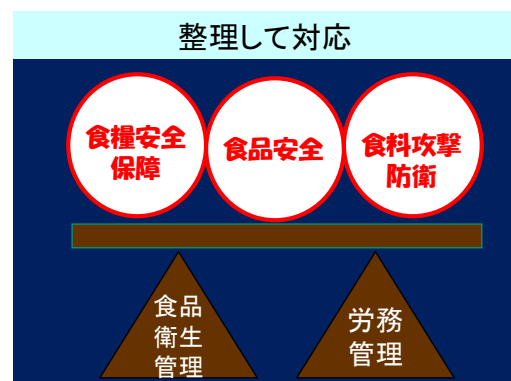 整理して対応
食糧安全
保障
食品安全
食料攻撃
防衛
食品
衛生
管理
労務
管理